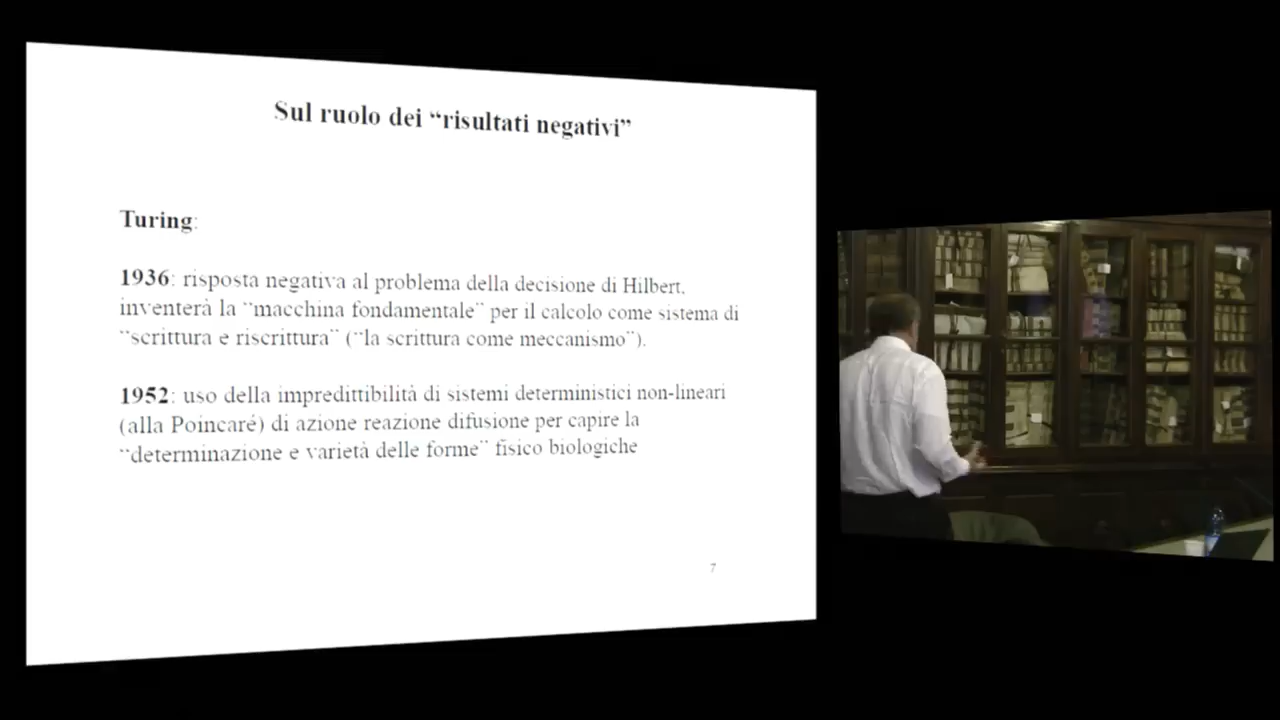 Sul ruolo dei “risultati negativi”
Turing:
1936: risposta negativa al problema della decisione di Hilbert,
inventerà la ``macchina fondamentale¨ per il calcolo come sistema di
``scrittura e riscrittura¨ (``la scrittura come meccanismo¨).
1952: uso della impredittibilità di sistemi deterministici non-lineari
(alla Poincaré) di azione reazione difusione per capire la
``determinazione e varietà delle forme¨ fisico biologiche
7